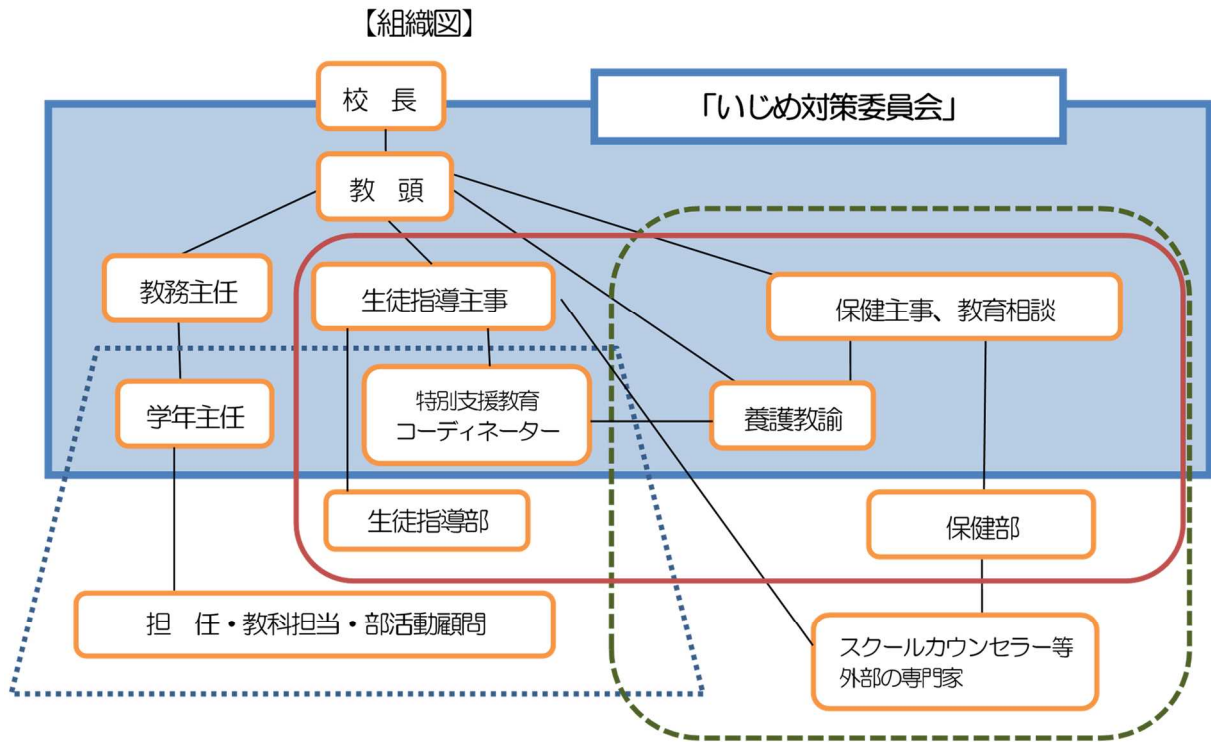 【組織図】
校　長
「いじめ対策委員会」
教　頭
教務主任
生徒指導主事
保健主事、教育相談
学年主任
特別支援教育
コーディネーター
養護教諭
生徒指導部
保健部
担　任・教科担当・部活動顧問
スクールカウンセラー等
外部の専門家